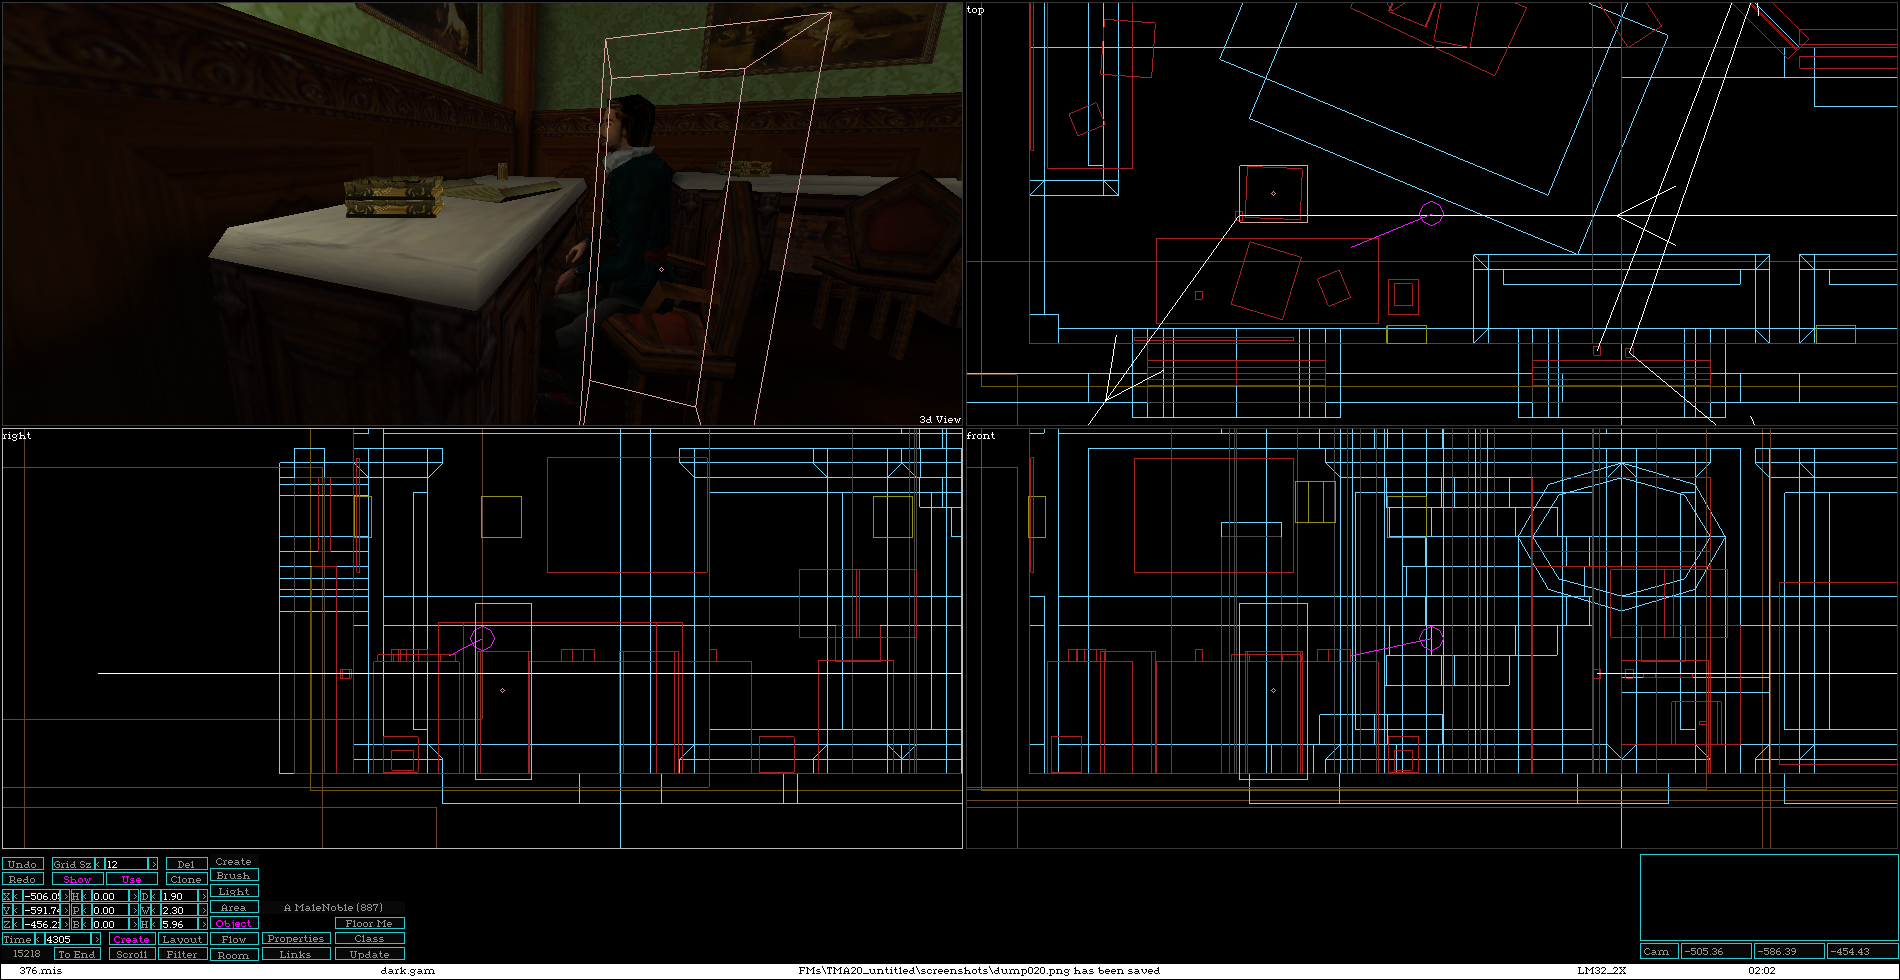 top
3d View
right
front
Undo Grid Sz 12 Del Create
Redo Show Use Clone Brush
X -506.0 H 0.00 D 1.90 Light
Y -591.7 P 0.00 W 2.30 Area A MaleNoble (887)
Z -456.2 B 0.00 H 5.96 Object Floor Me
Time 4305 Create Layout Flow Properties Class
15218 To End Scroll Filter Room Links Update
Cam -505.36 -586.39 -454.43
376.mis dark.gam FMs\TMA20_untitled\screenshots\dump020.png has been saved LM32_2X 02:02